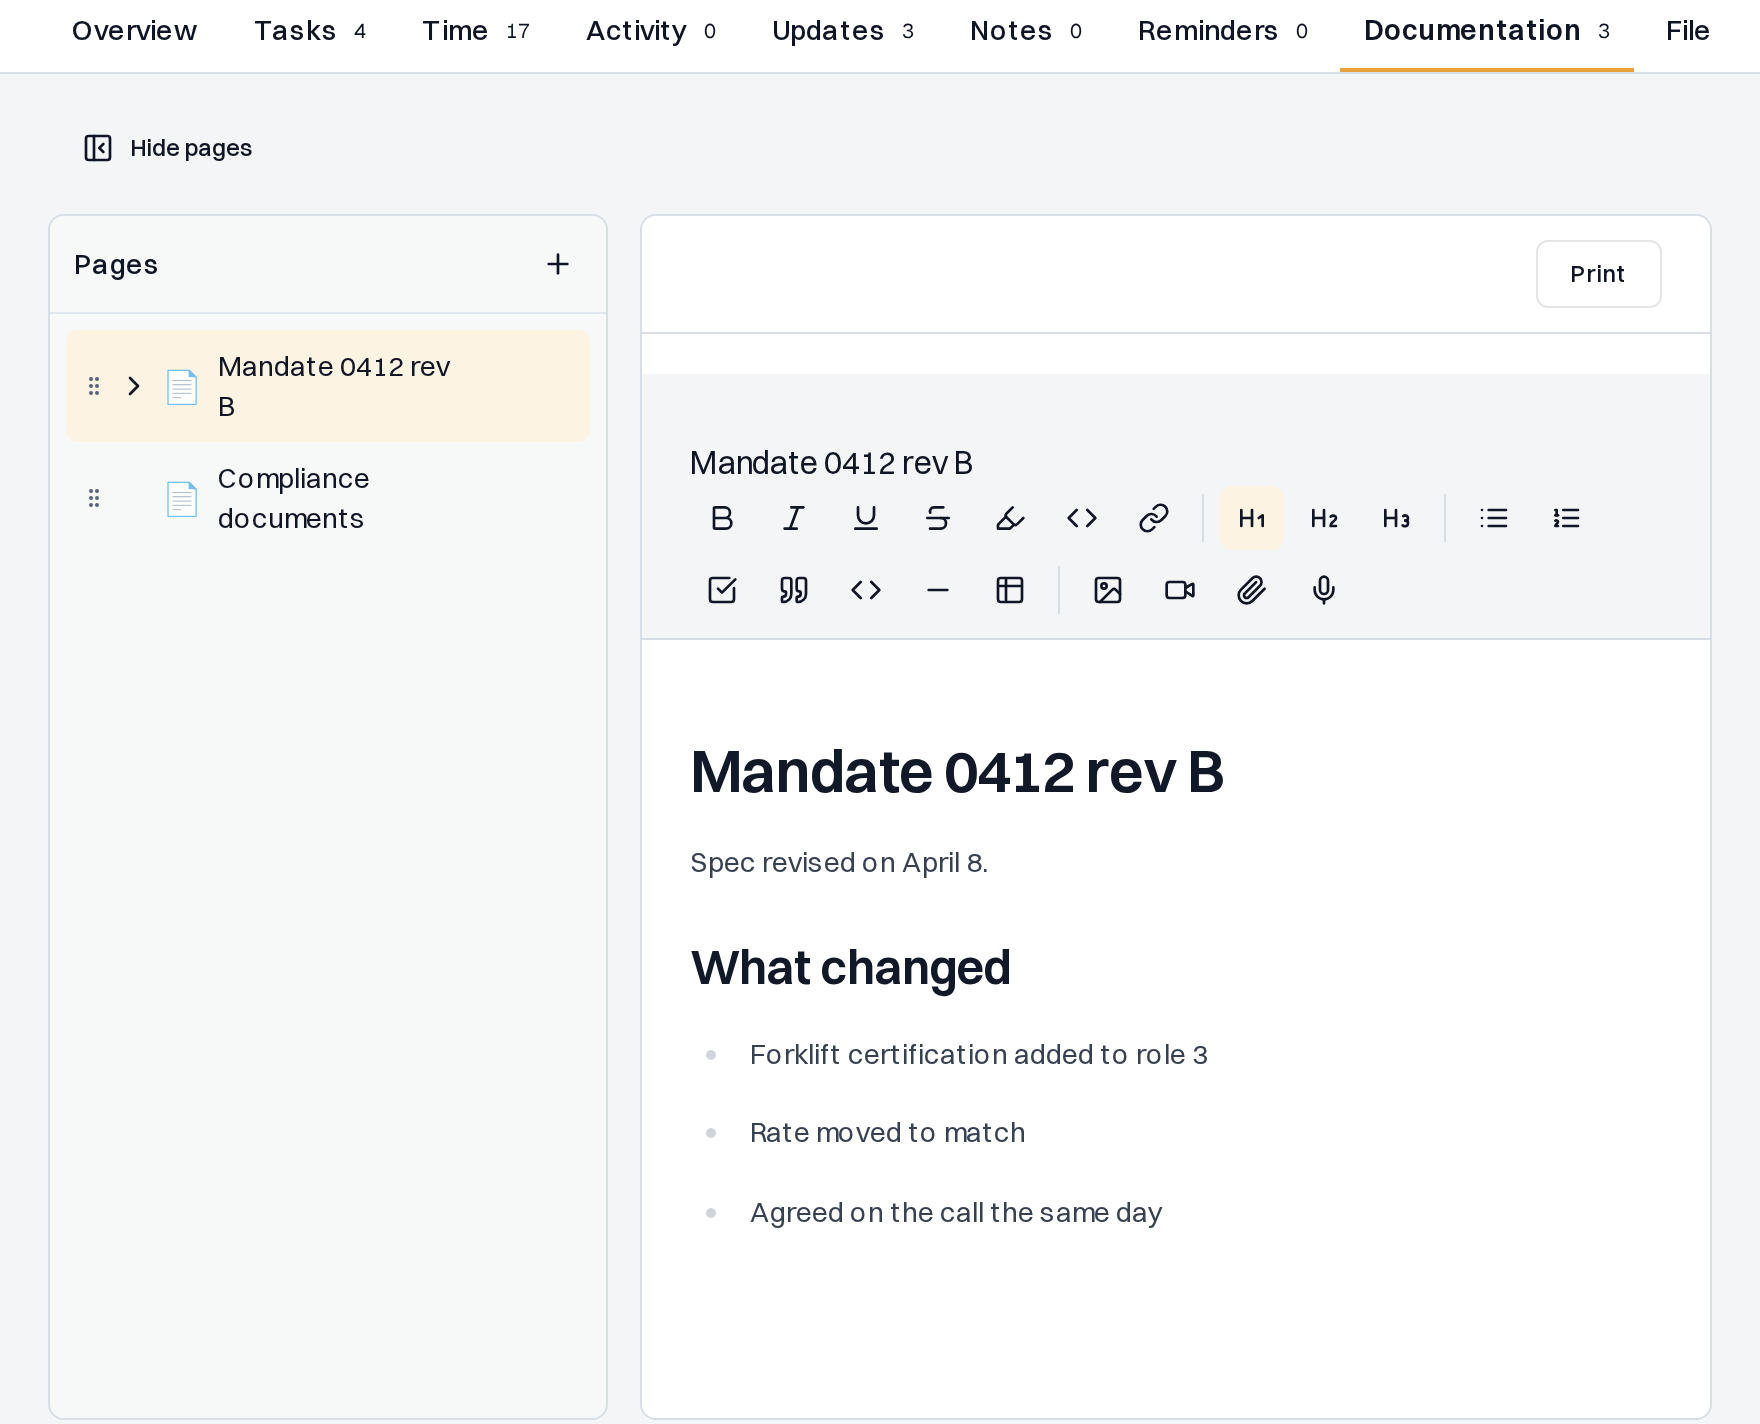 Overview Tasks 4 Time 17 Activity 0 Updates 3 Notes 0 Reminders 0 Documentation 3 File
Hide pages
Pages
Mandate 0412 rev
B
Compliance
documents
Print
Mandate 0412 rev B
H1 H2 H3
Mandate 0412 rev B
Spec revised on April 8.
What changed
Forklift certification added to role 3
Rate moved to match
Agreed on the call the same day